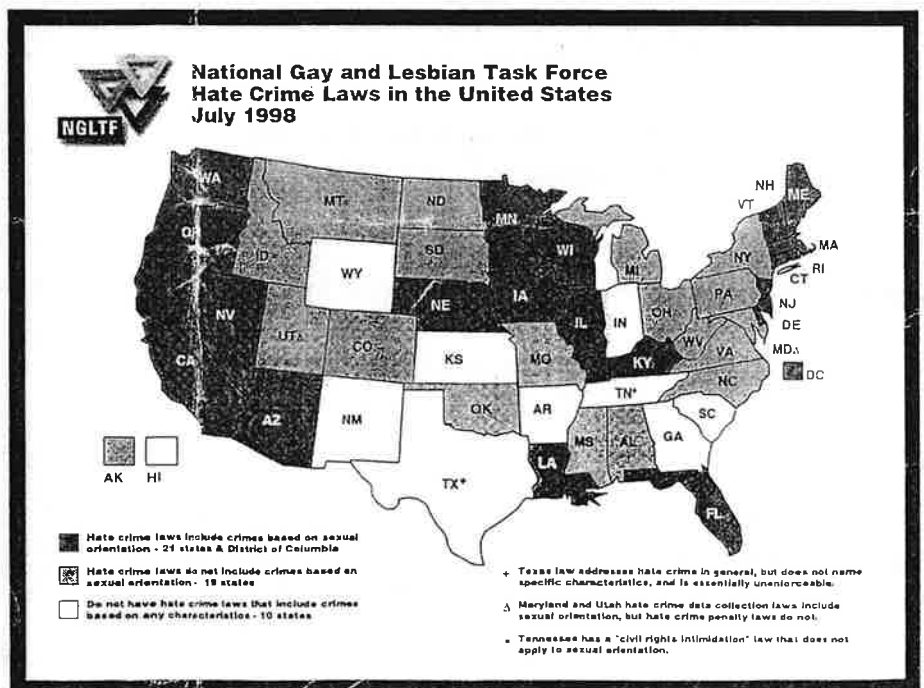 National Gay and Lesbian Task Force
Hate Crime Laws in the United States
July 1998
NGLTF
WA
OR
CA
NV
ID
MT
ND
SD
WY
UT△
CO
AZ
NM
NE
KS
OK
TX+
MN
IA
MO
AR
LA
WI
IL
MI
IN
OH
KY
TN*
MS
AL
GA
FL
SC
NC
VA
WV
PA
NY
VT
NH
ME
MA
RI
CT
NJ
DE
MD△
DC
AK HI
Hate crime laws include crimes based on sexual
orientation - 21 states & District of Columbia
Hate crime laws do not include crimes based on
sexual orientation - 19 states
Do not have hate crime laws that include crimes
based on any characteristics - 10 states
+ Texas law addresses hate crime in general, but does not name
specific characteristics, and is essentially unenforceable.
△ Maryland and Utah hate crime data collection laws include
sexual orientation, but hate crime penalty laws do not.
* Tennessee has a "civil rights intimidation" law that does not
apply to sexual orientation.